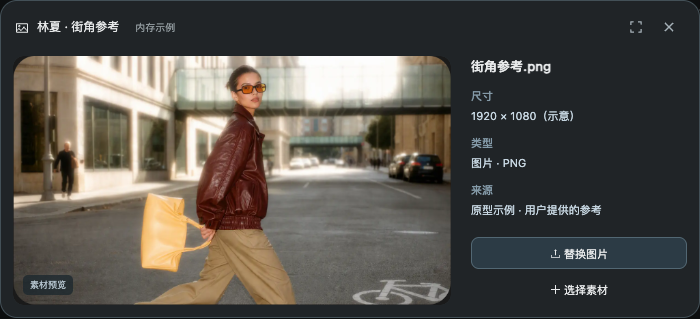 林夏 · 街角参考 内存示例
街角参考.png
尺寸
1920 × 1080（示意）
类型
图片 · PNG
来源
原型示例 · 用户提供的参考
替换图片
选择素材
素材预览